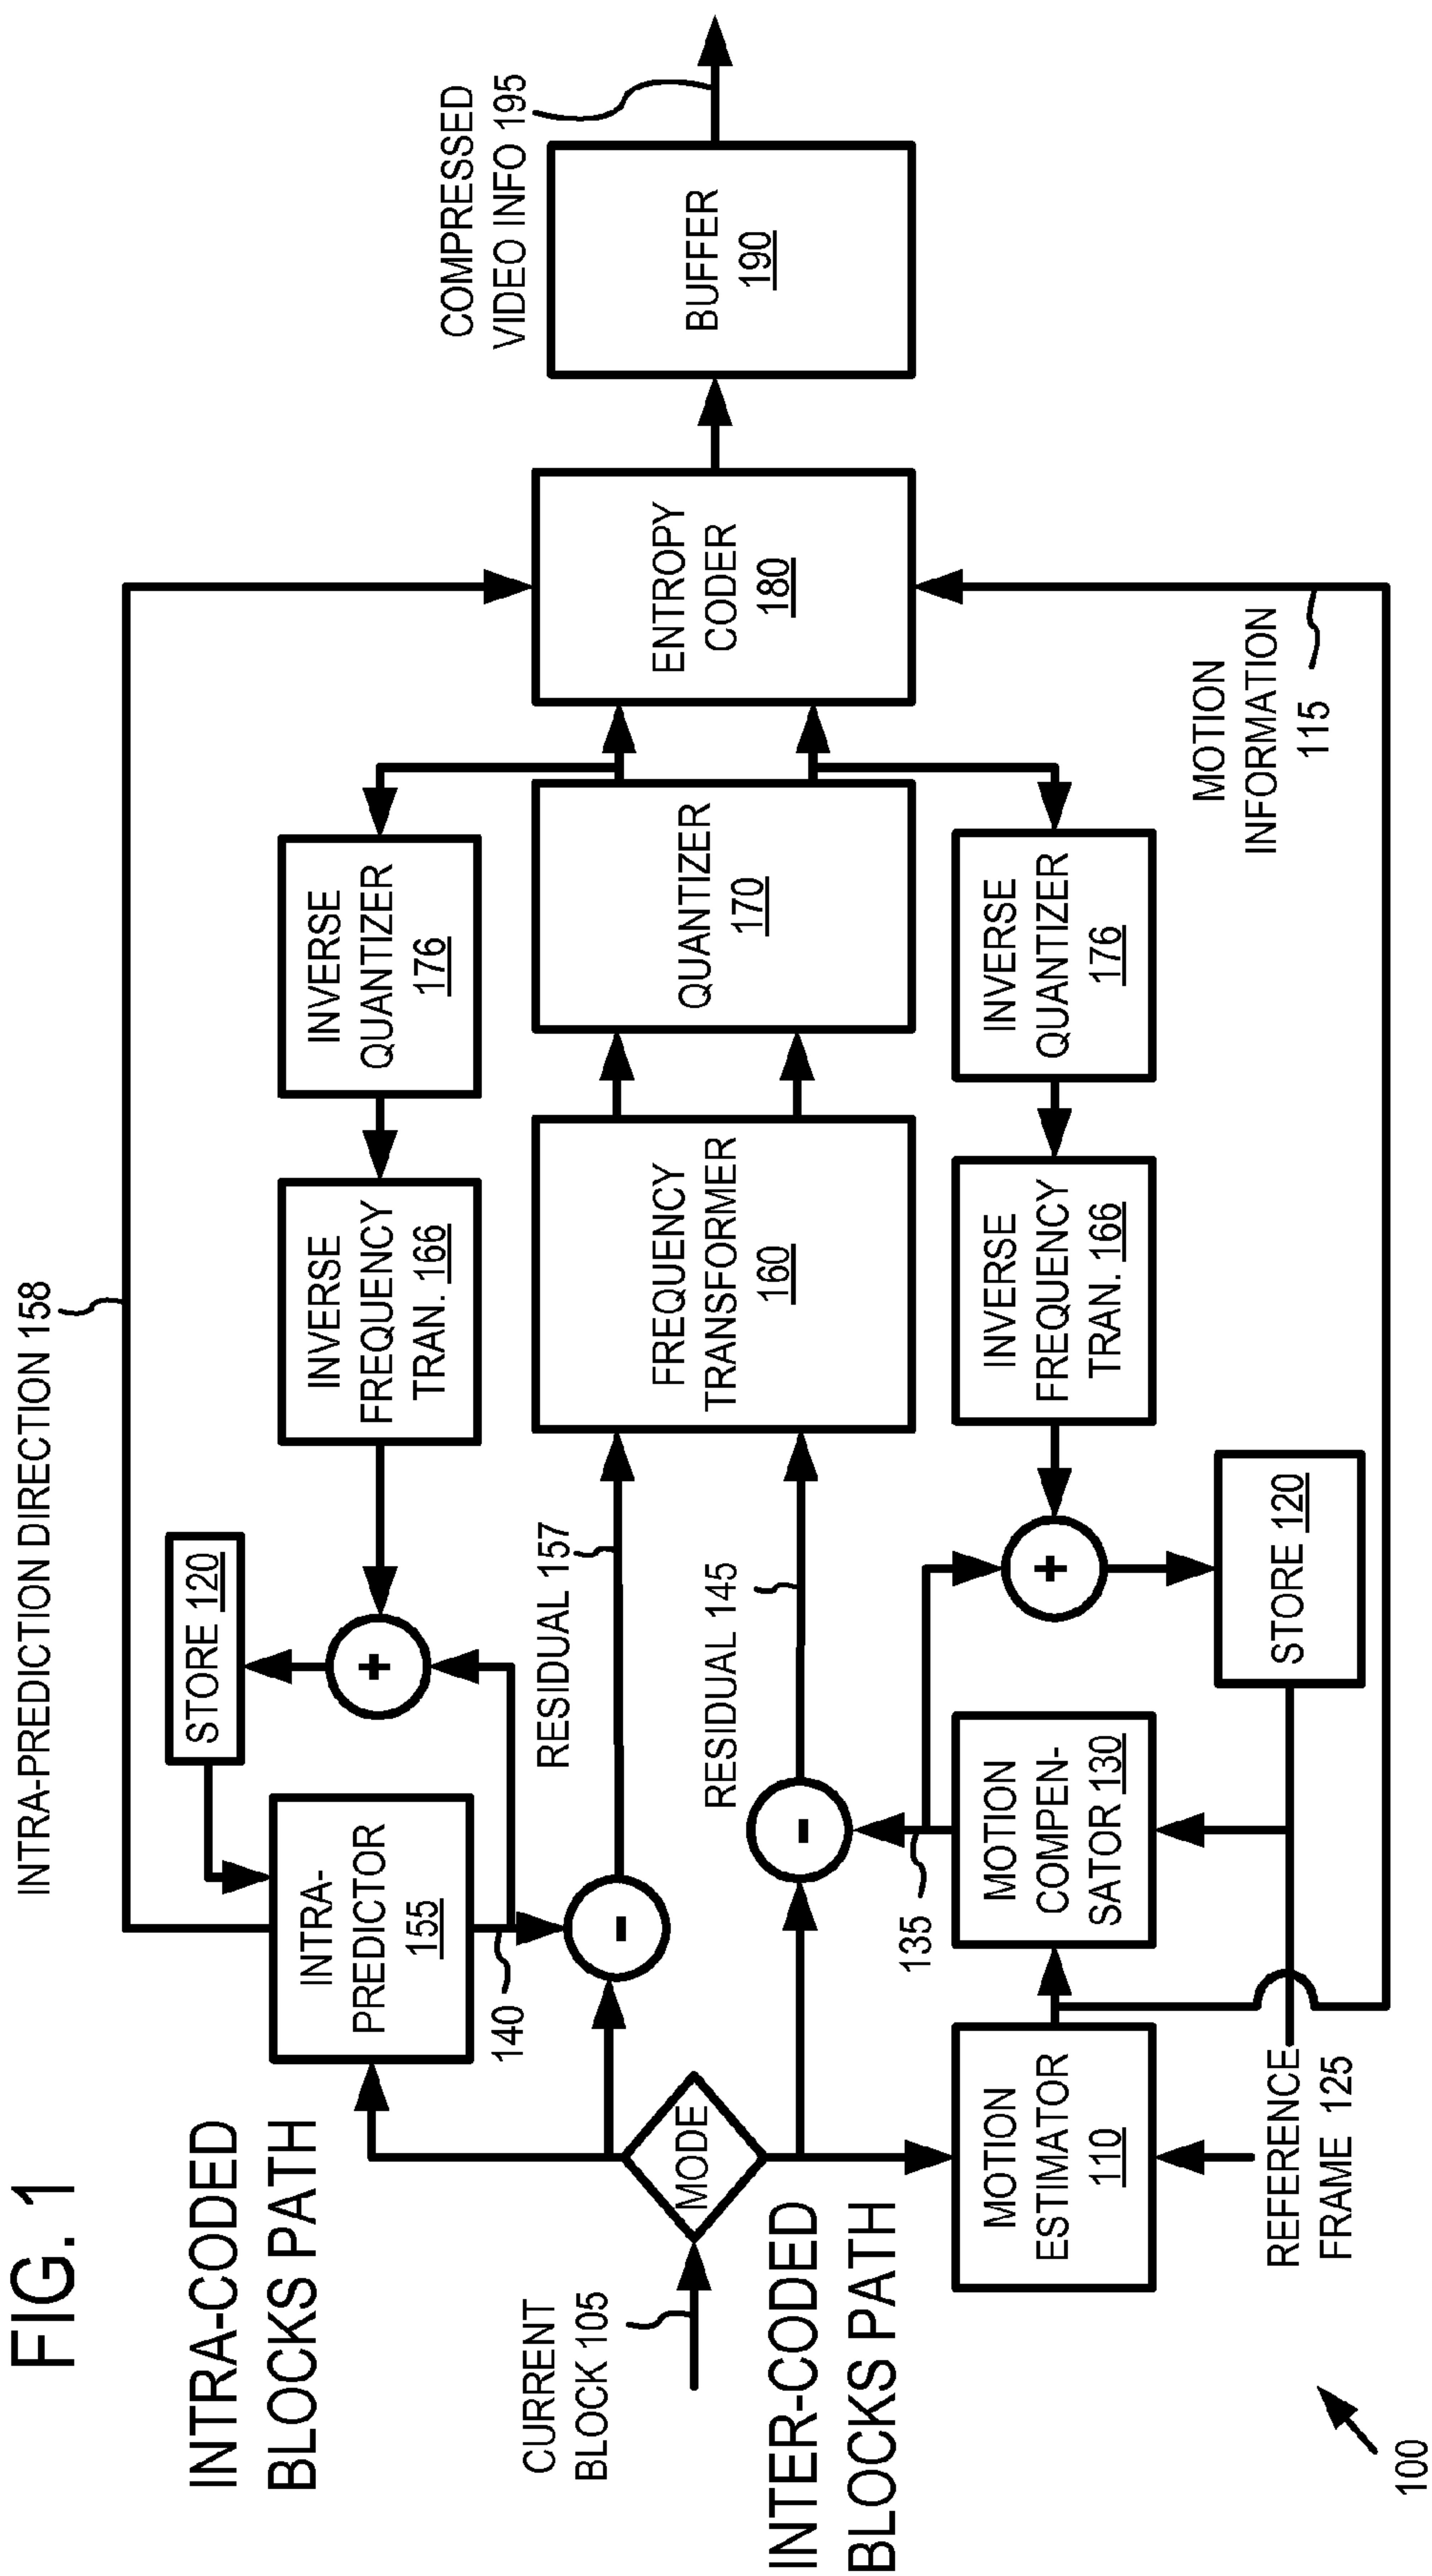 FIG. 1
INTRA-PREDICTION DIRECTION 158
INTRA-CODED
BLOCKS PATH
STORE 120
INTRA-
PREDICTOR
155
140
INVERSE
FREQUENCY
TRAN. 166
INVERSE
QUANTIZER
176
COMPRESSED
VIDEO INFO 195
CURRENT
BLOCK 105
MODE
-
+
RESIDUAL 157
RESIDUAL 145
FREQUENCY
TRANSFORMER
160
QUANTIZER
170
ENTROPY
CODER
180
BUFFER
190
INTER-CODED
BLOCKS PATH
-
135
+
MOTION
ESTIMATOR
110
MOTION
COMPEN-
SATOR 130
INVERSE
FREQUENCY
TRAN. 166
INVERSE
QUANTIZER
176
MOTION
INFORMATION
115
STORE 120
REFERENCE
FRAME 125
100